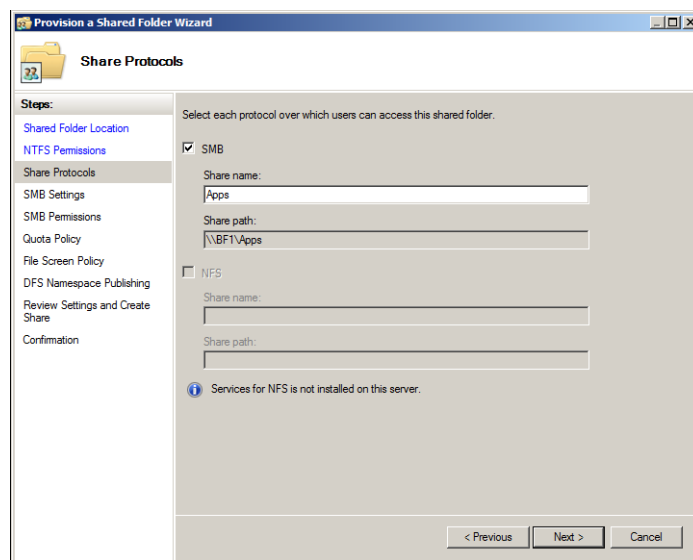 Provision a Shared Folder Wizard
Share Protocols
Steps:
Shared Folder Location
NTFS Permissions
Share Protocols
SMB Settings
SMB Permissions
Quota Policy
File Screen Policy
DFS Namespace Publishing
Review Settings and Create
Share
Confirmation
Select each protocol over which users can access this shared folder.
SMB
Share name:
Apps
Share path:
\\BF1\Apps
NFS
Share name:
Share path:
Services for NFS is not installed on this server.
< Previous
Next >
Cancel